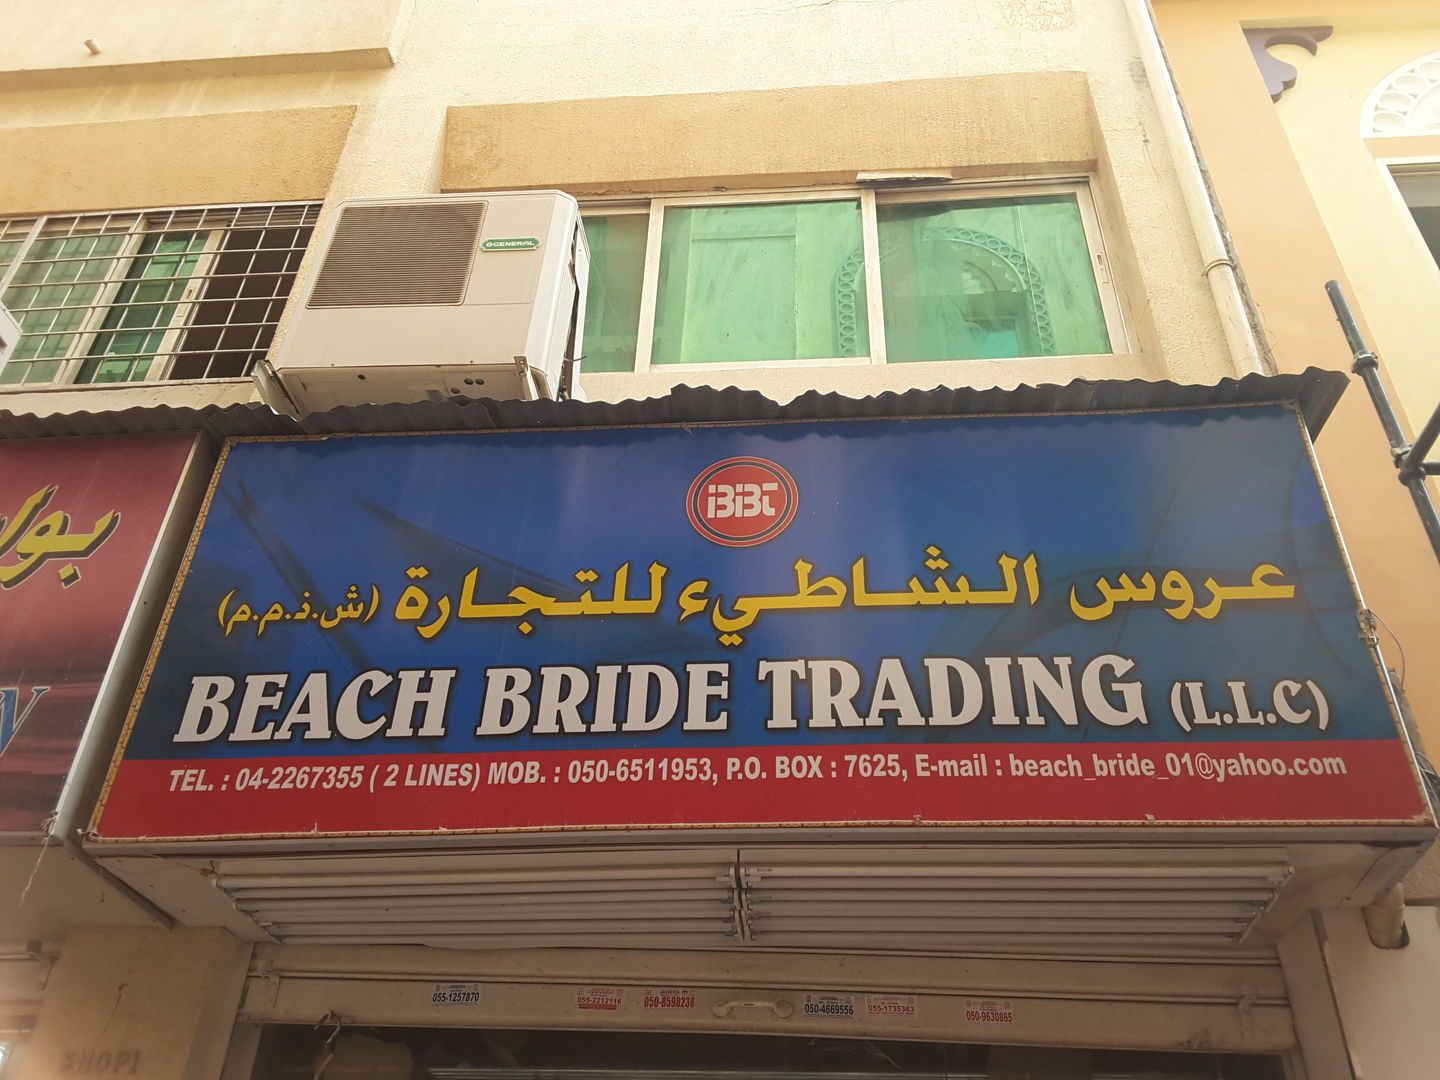 GENERAL
BBT
عروس الشاطيء للتجارة (ش.ذ.م.م)
BEACH BRIDE TRADING (L.L.C)
TEL. : 04-2267355 ( 2 LINES) MOB. : 050-6511953, P.O. BOX : 7625, E-mail : beach_bride_01@yahoo.com
055-1257870
055-2212116
050-8598238
050-4669556
055-1735383
050-9630865
SHOP1